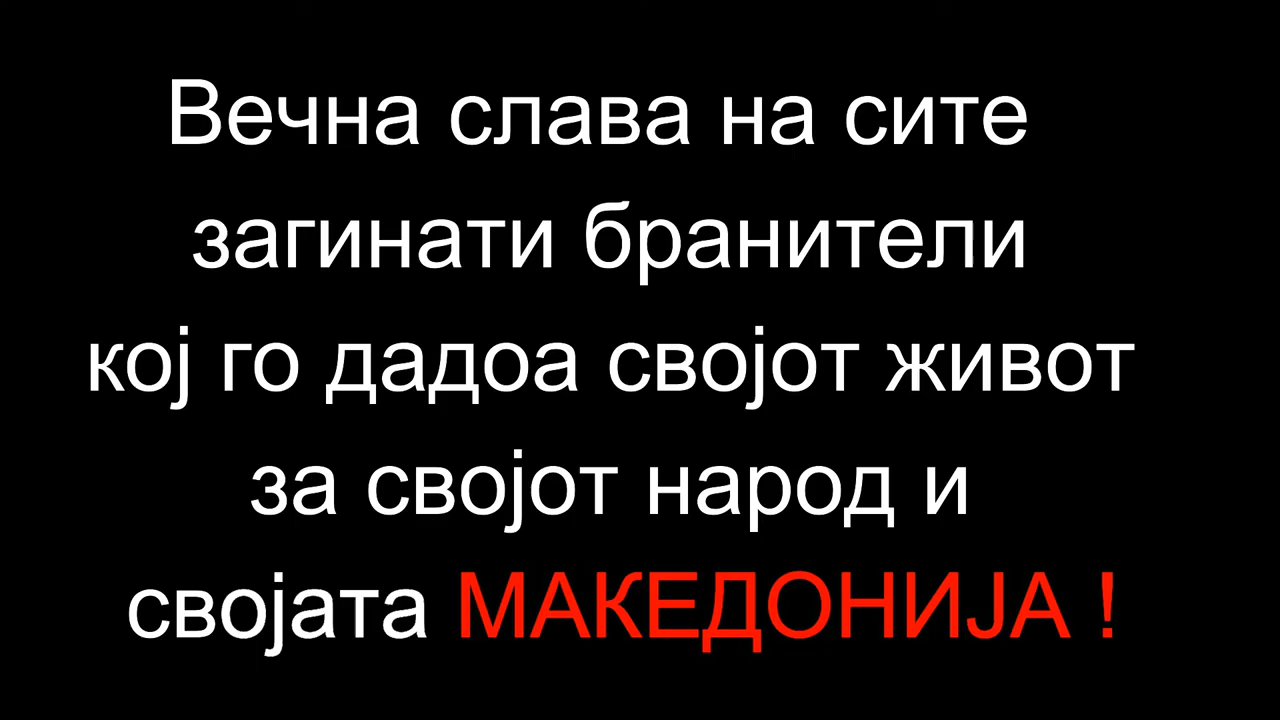 Вечна слава на сите
загинати бранители
кој го дадоа својот живот
за својот народ и
својата МАКЕДОНИЈА !